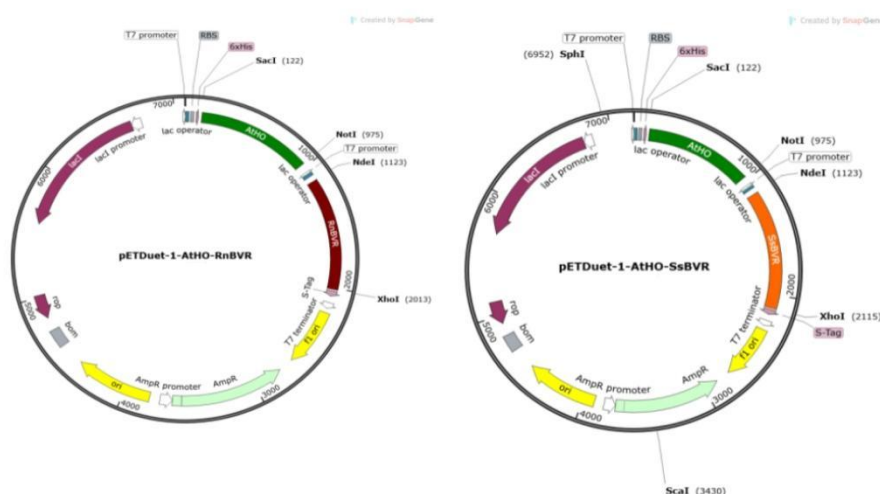 Created by SnapGene
T7 promoter
RBS
6xHis
SacI (122)
7000
lac operator
AtHO
1000
NotI (975)
T7 promoter
NdeI (1123)
lac operator
lacI promoter
lacI
6000
RnBVR
pETDuet-1-AtHO-RnBVR
2000
S-Tag
XhoI (2013)
T7 terminator
f1 ori
rop
5000
bom
AmpR promoter
AmpR
ori
3000
4000
Created by SnapGene
T7 promoter
RBS
(6952) SphI
6xHis
SacI (122)
7000
lac operator
AtHO
1000
NotI (975)
T7 promoter
NdeI (1123)
lac operator
lacI promoter
lacI
6000
SsBVR
pETDuet-1-AtHO-SsBVR
2000
XhoI (2115)
S-Tag
T7 terminator
f1 ori
rop
5000
bom
AmpR promoter
AmpR
ori
3000
4000
ScaI (3430)